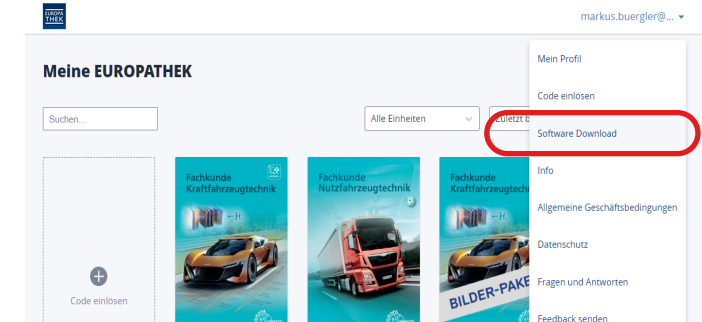 EUROPA
THEK
markus.buergler@...
Meine EUROPATHEK
Mein Profil
Code einlösen
Suchen...
Alle Einheiten
Zuletzt b
Software Download
Info
Allgemeine Geschäftsbedingungen
Datenschutz
Fragen und Antworten
Feedback senden
Code einlösen
Fachkunde
Kraftfahrzeugtechnik
H
Fachkunde
Nutzfahrzeugtechnik
Fachkunde
Kraftfahrzeugtechn
H
BILDER-PAKE